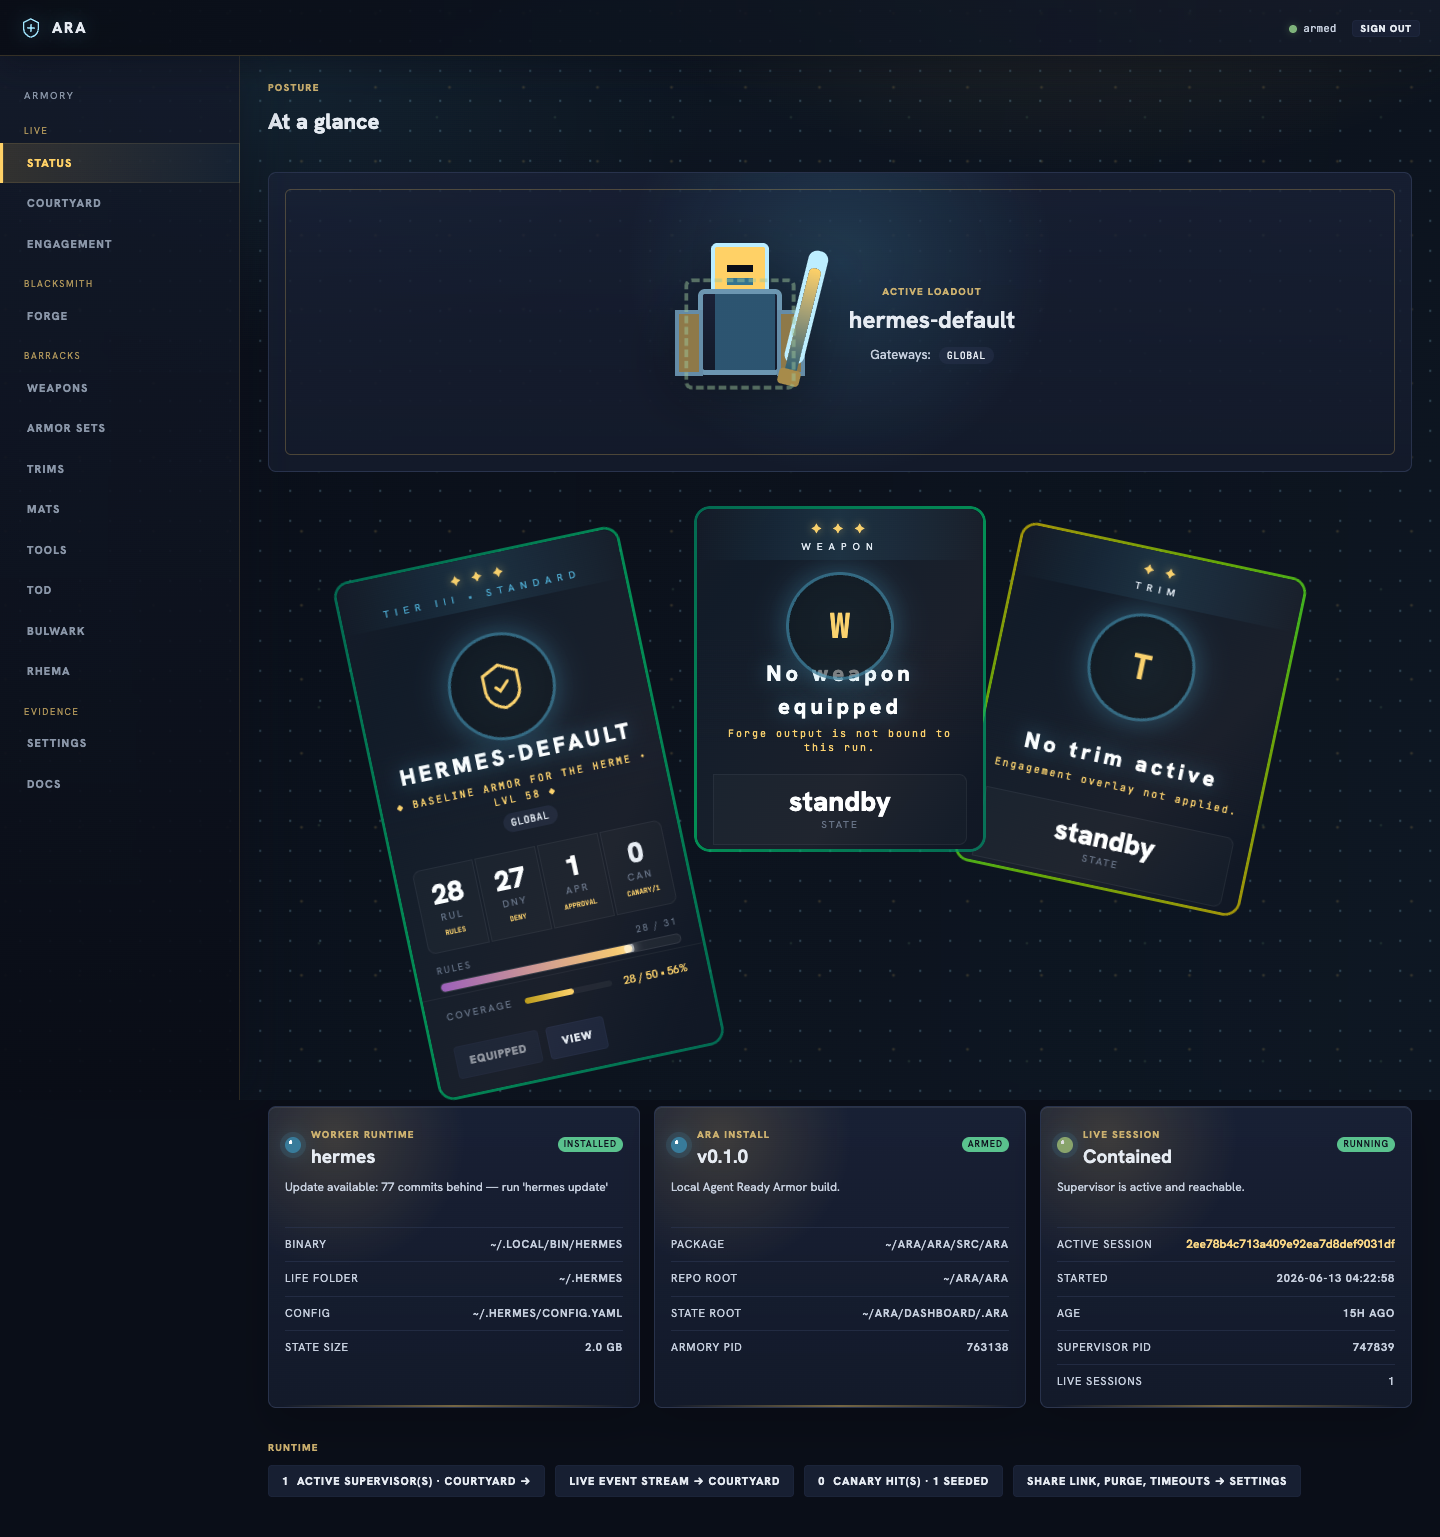 ARA
armed
SIGN OUT
ARMORY
LIVE
STATUS
COURTYARD
ENGAGEMENT
BLACKSMITH
FORGE
BARRACKS
WEAPONS
ARMOR SETS
TRIMS
MATS
TOOLS
TOD
BULWARK
RHEMA
EVIDENCE
SETTINGS
DOCS
POSTURE
At a glance
ACTIVE LOADOUT
hermes-default
Gateways: GLOBAL
TIER III • STANDARD
HERMES-DEFAULT
◆ BASELINE ARMOR FOR THE HERME •
LVL 58 ◆
GLOBAL
28
RUL
RULES
27
DNY
DENY
1
APR
APPROVAL
0
CAN
CANARY/1
RULES
28 / 31
COVERAGE
28 / 50 • 56%
EQUIPPED
VIEW
WEAPON
W
No weapon
equipped
Forge output is not bound to
this run.
standby
STATE
TRIM
T
No trim active
Engagement overlay not applied.
standby
STATE
WORKER RUNTIME
hermes
INSTALLED
Update available: 77 commits behind — run 'hermes update'
BINARY ~/.LOCAL/BIN/HERMES
LIFE FOLDER ~/.HERMES
CONFIG ~/.HERMES/CONFIG.YAML
STATE SIZE 2.0 GB
ARA INSTALL
v0.1.0
ARMED
Local Agent Ready Armor build.
PACKAGE ~/ARA/ARA/SRC/ARA
REPO ROOT ~/ARA/ARA
STATE ROOT ~/ARA/DASHBOARD/.ARA
ARMORY PID 763138
LIVE SESSION
Contained
RUNNING
Supervisor is active and reachable.
ACTIVE SESSION 2ee78b4c713a409e92ea7d8def9031df
STARTED 2026-06-13 04:22:58
AGE 15H AGO
SUPERVISOR PID 747839
LIVE SESSIONS 1
RUNTIME
1 ACTIVE SUPERVISOR(S) · COURTYARD →
LIVE EVENT STREAM → COURTYARD
0 CANARY HIT(S) · 1 SEEDED
SHARE LINK, PURGE, TIMEOUTS → SETTINGS